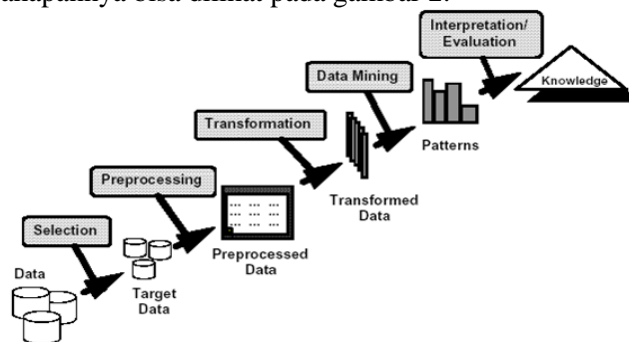 Interpretation/
Evaluation
Data Mining
Knowledge
Transformation
Patterns
Preprocessing
Transformed
Data
Selection
Preprocessed
Data
Data
Target
Data